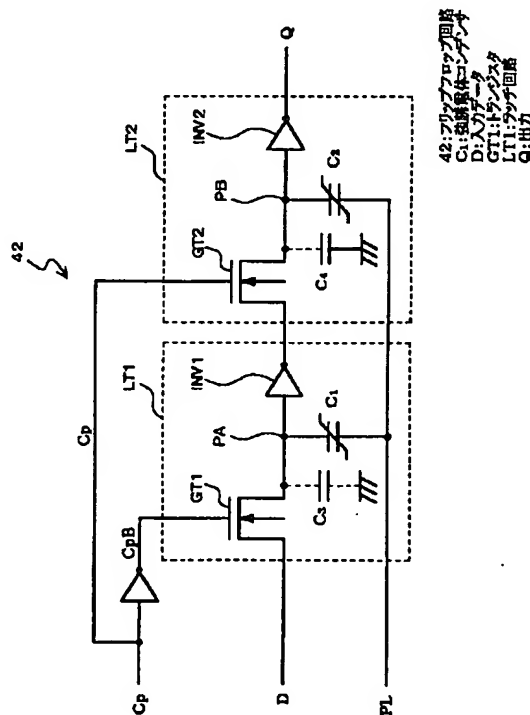 42
Cp
LT1
LT2
CpB
GT1
PA
INV1
GT2
PB
INV2
C3
C1
C4
C2
Cp
D
PL
Q
42:フリップフロップ回路
C1:強誘電体コンデンサ
D:入力データ
GT1:トランジスタ
LT1:ラッチ回路
Q:出力